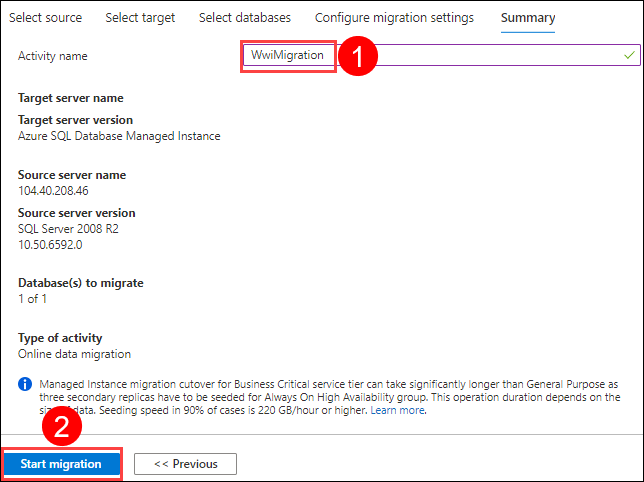 Select source Select target Select databases Configure migration settings Summary
Activity name WwiMigration 1
Target server name
Target server version
Azure SQL Database Managed Instance
Source server name
104.40.208.46
Source server version
SQL Server 2008 R2
10.50.6592.0
Database(s) to migrate
1 of 1
Type of activity
Online data migration
Managed Instance migration cutover for Business Critical service tier can take significantly longer than General Purpose as
three secondary replicas have to be seeded for Always On High Availability group. This operation duration depends on the
data. Seeding speed in 90% of cases is 220 GB/hour or higher. Learn more.
2
Start migration << Previous